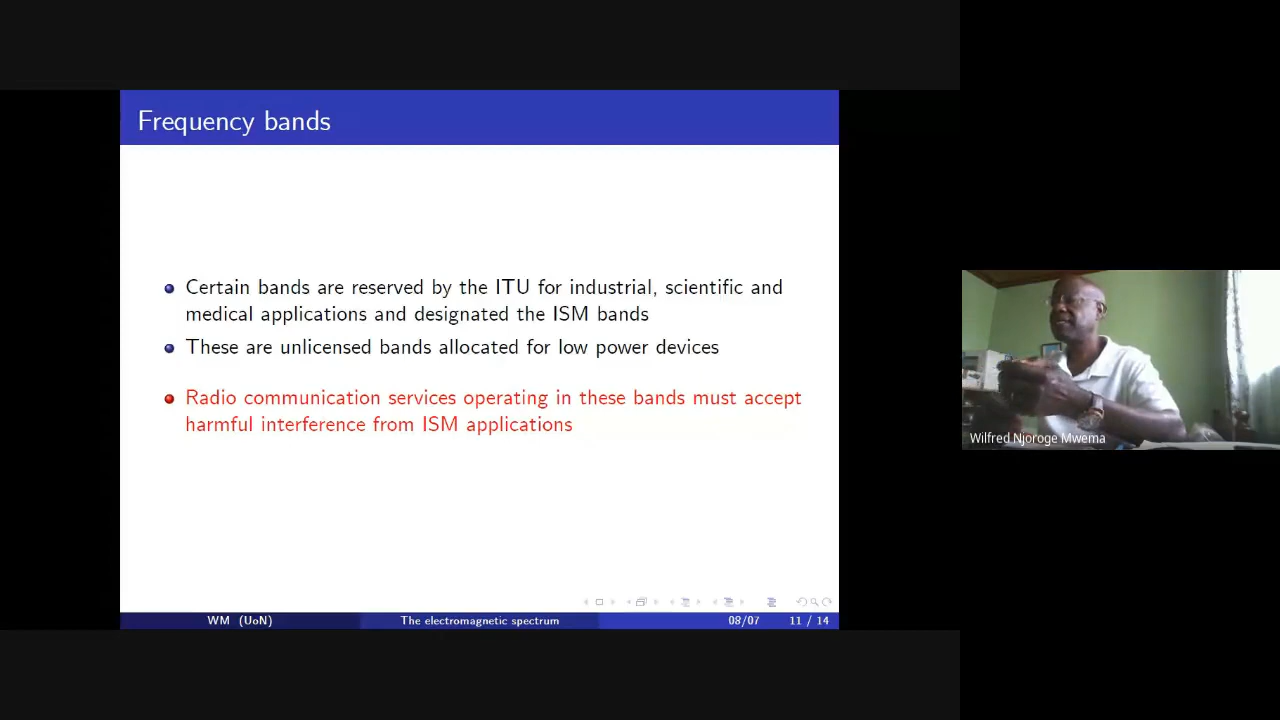 Frequency bands
Certain bands are reserved by the ITU for industrial, scientific and
medical applications and designated the ISM bands
These are unlicensed bands allocated for low power devices
Radio communication services operating in these bands must accept
harmful interference from ISM applications
Wilfred Njoroge Mwema
WM (UoN)
The electromagnetic spectrum
08/07
11 / 14